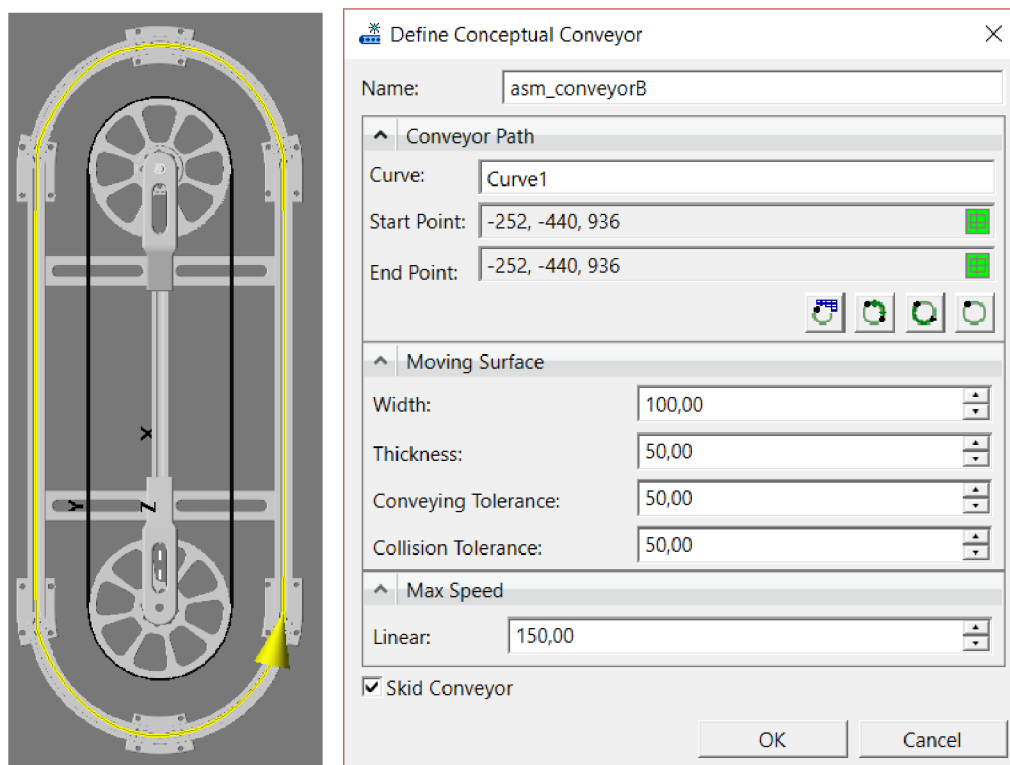 X
Y
Z
Define Conceptual Conveyor
Name: asm_conveyorB
Conveyor Path
Curve: Curve1
Start Point: -252, -440, 936
End Point: -252, -440, 936
Moving Surface
Width: 100,00
Thickness: 50,00
Conveying Tolerance: 50,00
Collision Tolerance: 50,00
Max Speed
Linear: 150,00
Skid Conveyor
OK Cancel